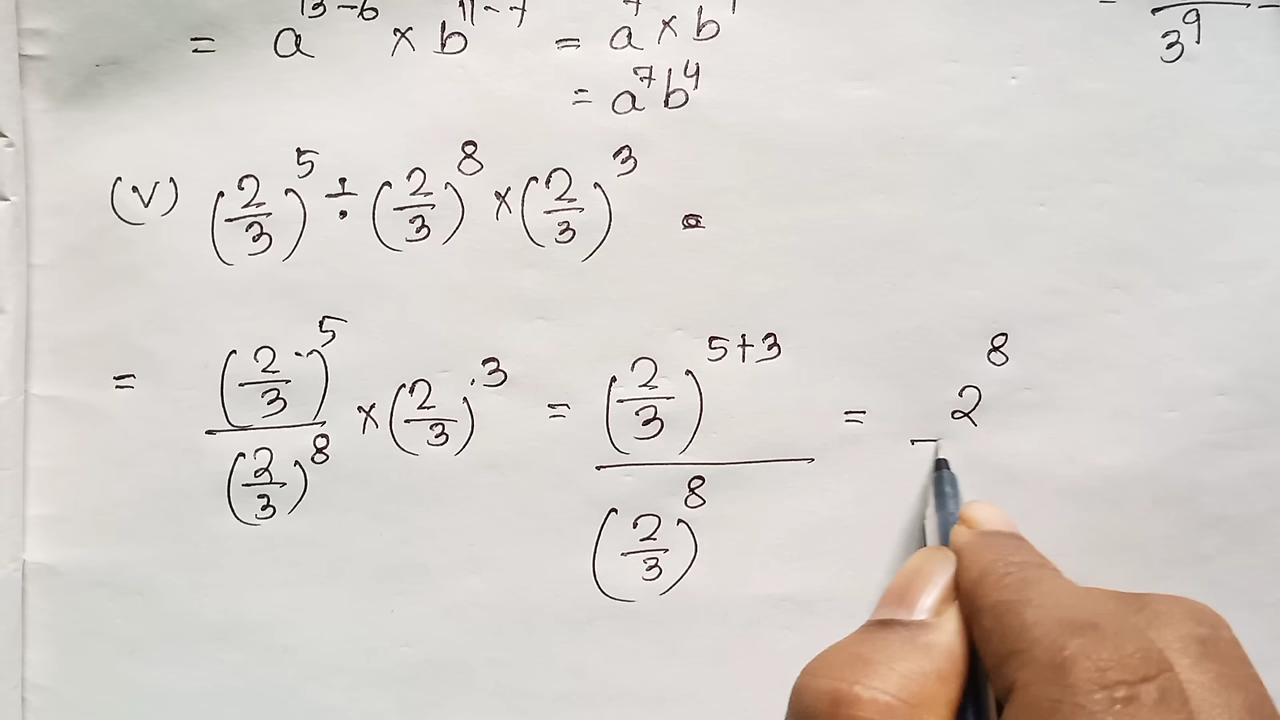 = a^13-6 × b^11-7 = a^7 × b
= a^7 b^4
3^9
(V) (2/3)^5 ÷ (2/3)^8 × (2/3)^3
= (2/3)^5 / (2/3)^8 × (2/3)^3 = (2/3)^5+3 / (2/3)^8 = 2^8